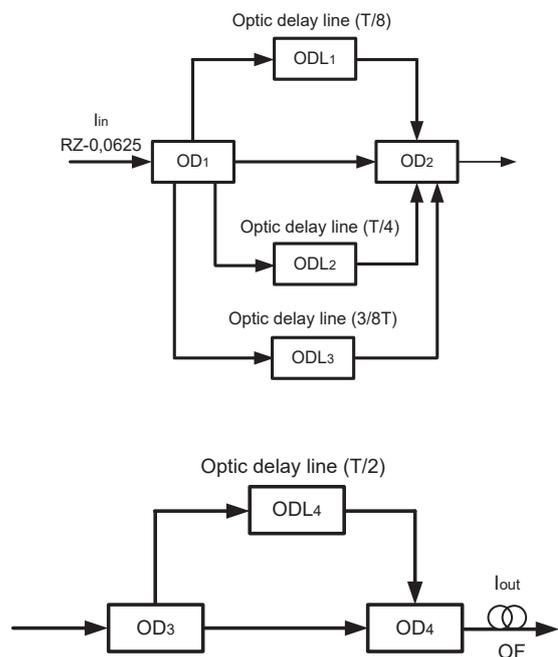 Optic delay line (T/8)
ODL1
Iin
RZ-0,0625
OD1
OD2
Optic delay line (T/4)
ODL2
Optic delay line (3/8T)
ODL3
Optic delay line (T/2)
ODL4
Iout
OD3
OD4
OF